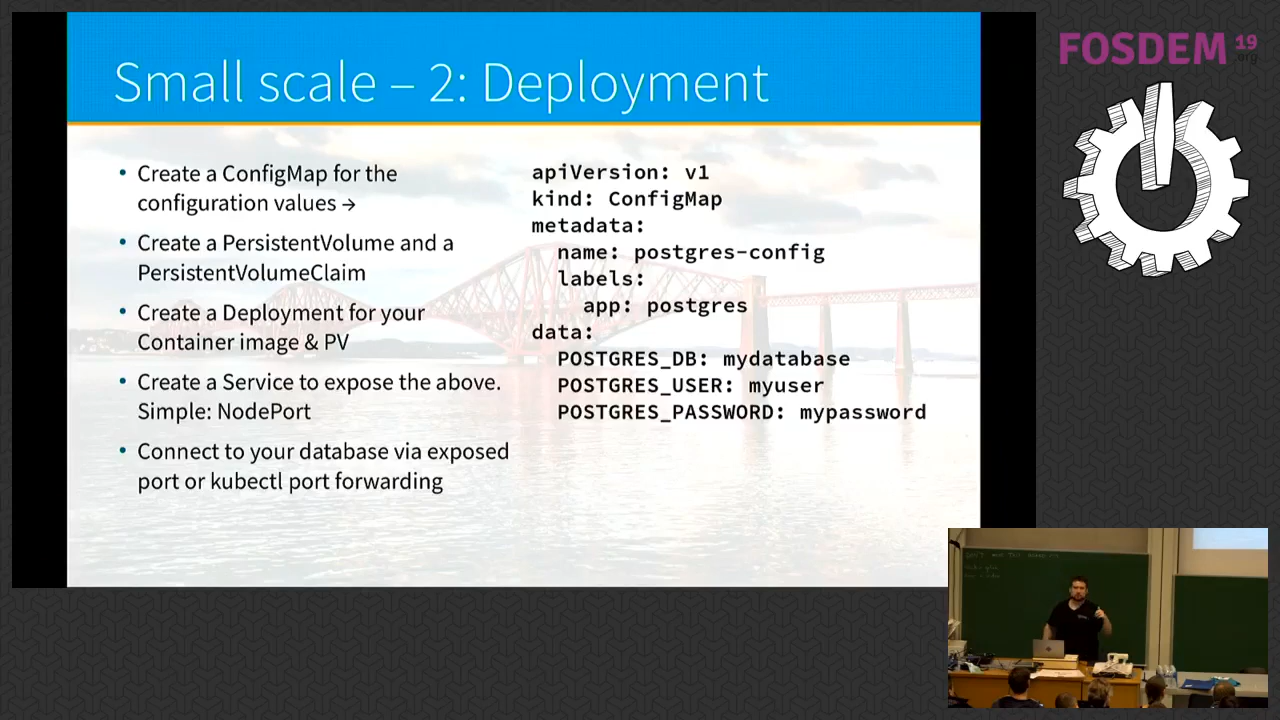 Small scale – 2: Deployment
• Create a ConfigMap for the
configuration values →
• Create a PersistentVolume and a
PersistentVolumeClaim
• Create a Deployment for your
Container image & PV
• Create a Service to expose the above.
Simple: NodePort
• Connect to your database via exposed
port or kubectl port forwarding
apiVersion: v1
kind: ConfigMap
metadata:
  name: postgres-config
  labels:
    app: postgres
data:
  POSTGRES_DB: mydatabase
  POSTGRES_USER: myuser
  POSTGRES_PASSWORD: mypassword
FOSDEM 19
.org